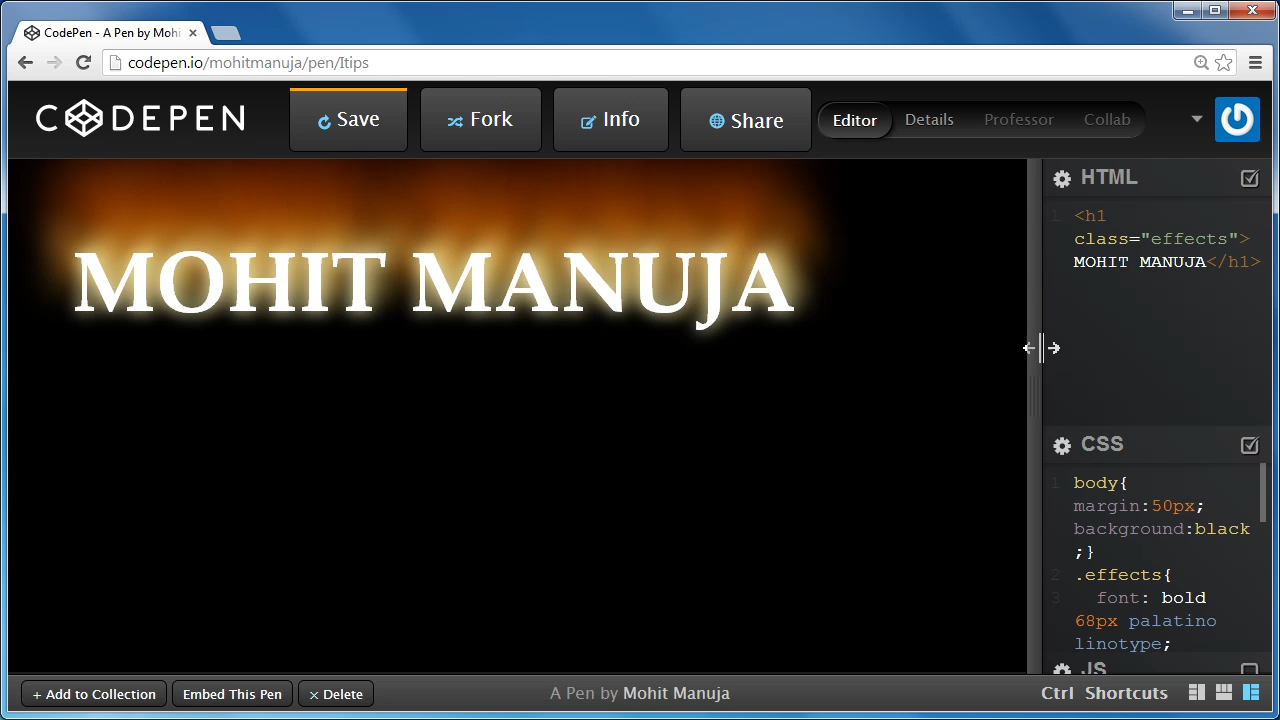 CodePen - A Pen by Mohi
codepen.io/mohitmanuja/pen/Itips
CODEPEN
Save
Fork
Info
Share
Editor
Details
Professor
Collab
MOHIT MANUJA
HTML
1 <h1
class="effects">
MOHIT MANUJA</h1>
CSS
1 body{
margin:50px;
background:black
;}
2 .effects{
3 font: bold
68px palatino
linotype;
JS
+ Add to Collection
Embed This Pen
× Delete
A Pen by Mohit Manuja
Ctrl Shortcuts